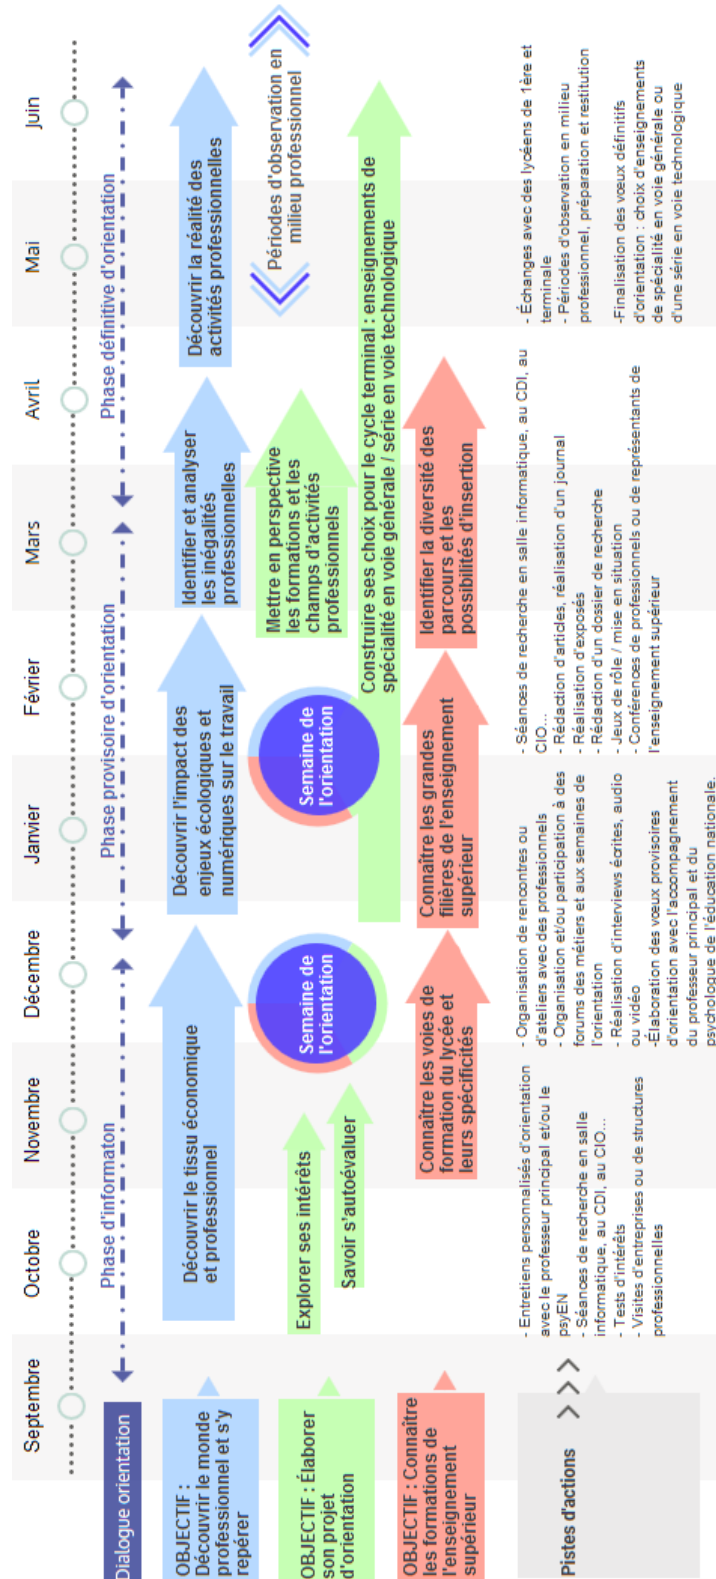 Septembre
Octobre
Novembre
Décembre
Janvier
Février
Mars
Avril
Mai
Juin
Dialogue orientation
Phase d'informaton
Phase provisoire d'orientation
Phase définitive d'orientation
OBJECTIF :
Découvrir le monde
professionnel et s'y
repérer
Découvrir le tissu économique
et professionnel
Découvrir l'impact des
enjeux écologiques et
numériques sur le travail
Identifier et analyser
les inégalités
professionnelles
Découvrir la réalité des
activités professionnelles
OBJECTIF : Élaborer
son projet
d'orientation
Explorer ses intérêts
Savoir s'autoévaluer
Semaine de
l'orientation
Semaine de
l'orientation
Mettre en perspective
les formations et les
champs d'activités
professionnels
Périodes d'observation en
milieu professionnel
Construire ses choix pour le cycle terminal : enseignements de
spécialité en voie générale / série en voie technologique
OBJECTIF : Connaître
les formations de
l'enseignement
supérieur
Connaître les voies de
formation du lycée et
leurs spécificités
Connaître les grandes
filières de l'enseignement
supérieur
Identifier la diversité des
parcours et les
possibilités d'insertion
Pistes d'actions
- Entretiens personnalisés d'orientation
avec le professeur principal et/ou le
psyEN
- Séances de recherche en salle
informatique, au CDI, au CIO...
- Tests d'intérêts
- Visites d'entreprises ou de structures
professionnelles
- Organisation de rencontres ou
d'ateliers avec des professionnels
- Organisation et/ou participation à des
forums des métiers et aux semaines de
l'orientation
- Réalisation d'interviews écrites, audio
ou vidéo
-Élaboration des vœux provisoires
d'orientation avec l'accompagnement
du professeur principal et du
psychologue de l'éducation nationale.
- Séances de recherche en salle informatique, au CDI, au
CIO...
- Rédaction d'articles, réalisation d'un journal
- Réalisation d'exposés
- Rédaction d'un dossier de recherche
- Jeux de rôle / mise en situation
- Conférences de professionnels ou de représentants de
l'enseignement supérieur
- Échanges avec des lycéens de 1ère et
terminale
- Périodes d'observation en milieu
professionnel, préparation et restitution
-Finalisation des vœux définitifs
d'orientation : choix d'enseignements
de spécialité en voie générale ou
d'une série en voie technologique